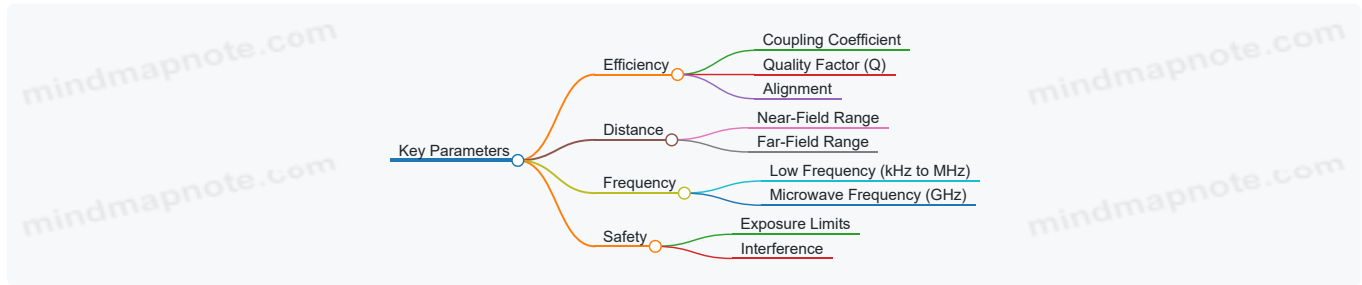 mindmapnote.com
mindmapnote.com
mindmapnote.com
mindmapnote.com
Key Parameters
Efficiency
Coupling Coefficient
Quality Factor (Q)
Alignment
Distance
Near-Field Range
Far-Field Range
Frequency
Low Frequency (kHz to MHz)
Microwave Frequency (GHz)
Safety
Exposure Limits
Interference